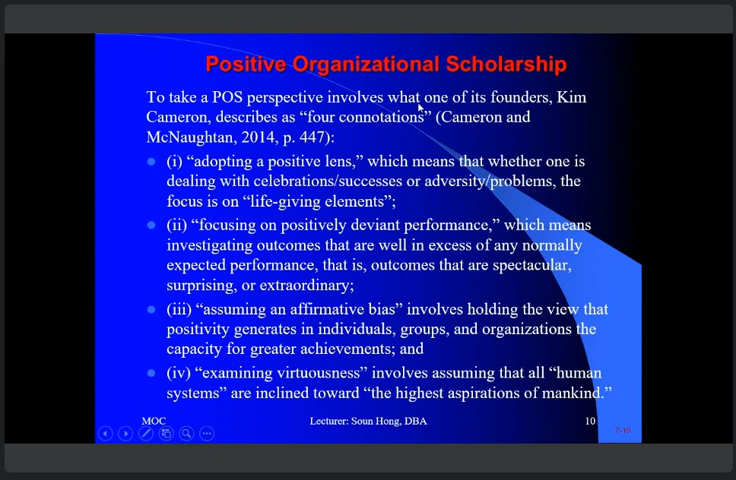 Positive Organizational Scholarship
To take a POS perspective involves what one of its founders, Kim
Cameron, describes as “four connotations” (Cameron and
McNaughtan, 2014, p. 447):
(i) “adopting a positive lens,” which means that whether one is
dealing with celebrations/successes or adversity/problems, the
focus is on “life-giving elements”;
(ii) “focusing on positively deviant performance,” which means
investigating outcomes that are well in excess of any normally
expected performance, that is, outcomes that are spectacular,
surprising, or extraordinary;
(iii) “assuming an affirmative bias” involves holding the view that
positivity generates in individuals, groups, and organizations the
capacity for greater achievements; and
(iv) “examining virtuousness” involves assuming that all “human
systems” are inclined toward “the highest aspirations of mankind.”
MOC Lecturer: Soun Hong, DBA 10
7-10